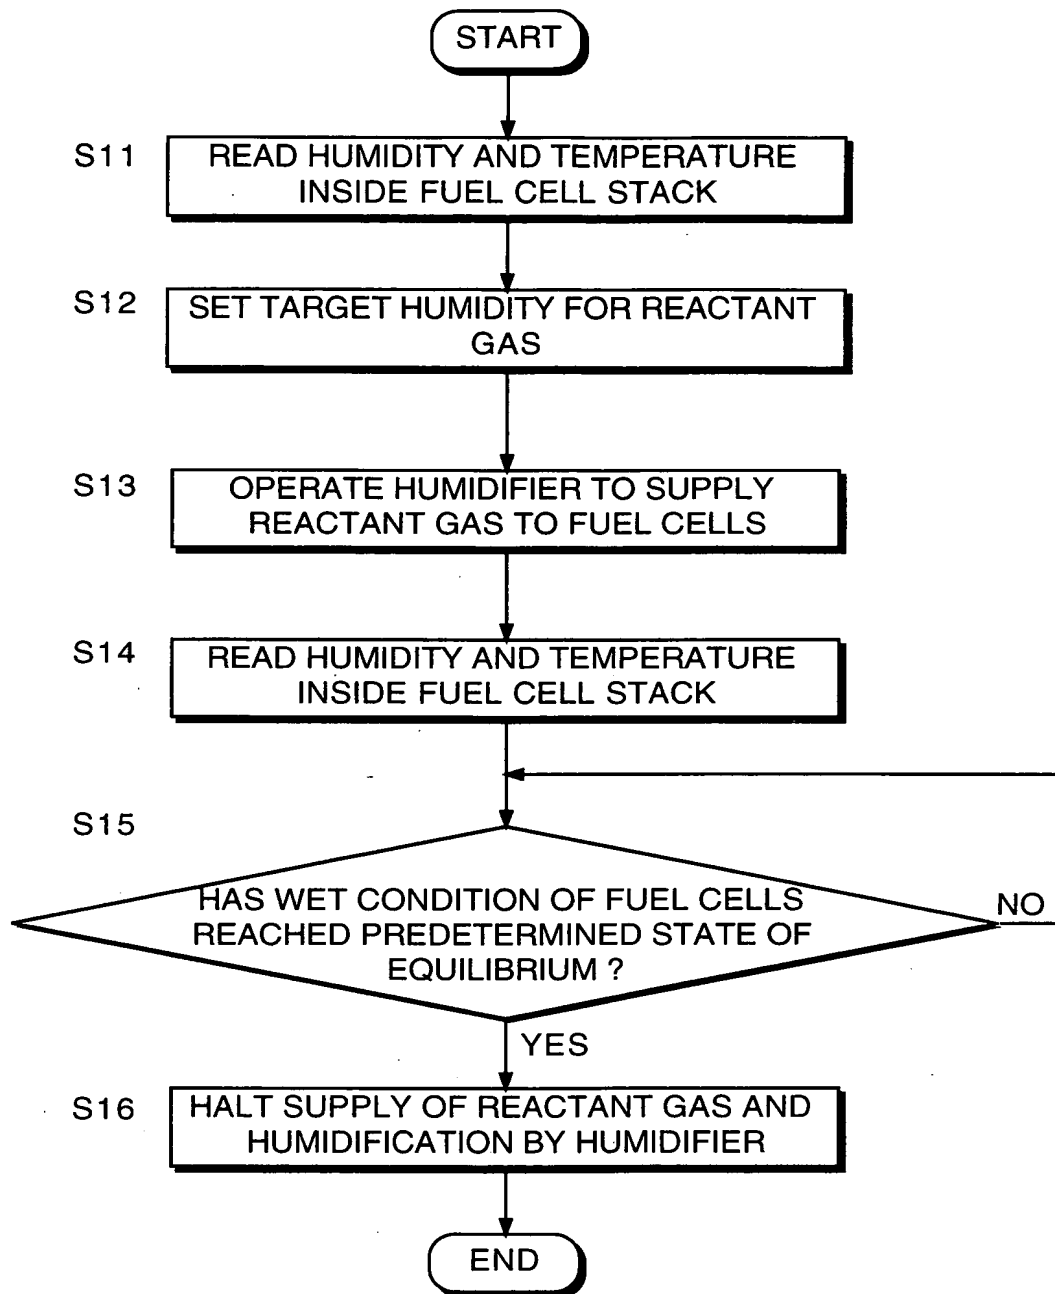 START
S11
READ HUMIDITY AND TEMPERATURE
INSIDE FUEL CELL STACK
S12
SET TARGET HUMIDITY FOR REACTANT
GAS
S13
OPERATE HUMIDIFIER TO SUPPLY
REACTANT GAS TO FUEL CELLS
S14
READ HUMIDITY AND TEMPERATURE
INSIDE FUEL CELL STACK
S15
HAS WET CONDITION OF FUEL CELLS
REACHED PREDETERMINED STATE OF
EQUILIBRIUM ?
NO
YES
S16
HALT SUPPLY OF REACTANT GAS AND
HUMIDIFICATION BY HUMIDIFIER
END